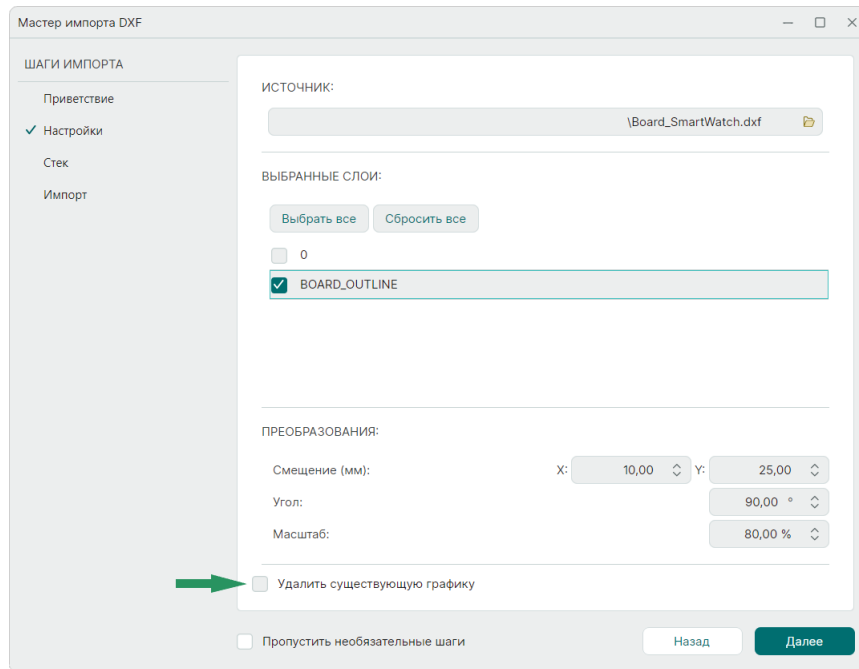 Мастер импорта DXF
ШАГИ ИМПОРТА
Приветствие
Настройки
Стек
Импорт
ИСТОЧНИК:
\Board_SmartWatch.dxf
ВЫБРАННЫЕ СЛОИ:
Выбрать все Сбросить все
0
BOARD_OUTLINE
ПРЕОБРАЗОВАНИЯ:
Смещение (мм): X: 10,00 Y: 25,00
Угол: 90,00 °
Масштаб: 80,00 %
Удалить существующую графику
Пропустить необязательные шаги
Назад Далее